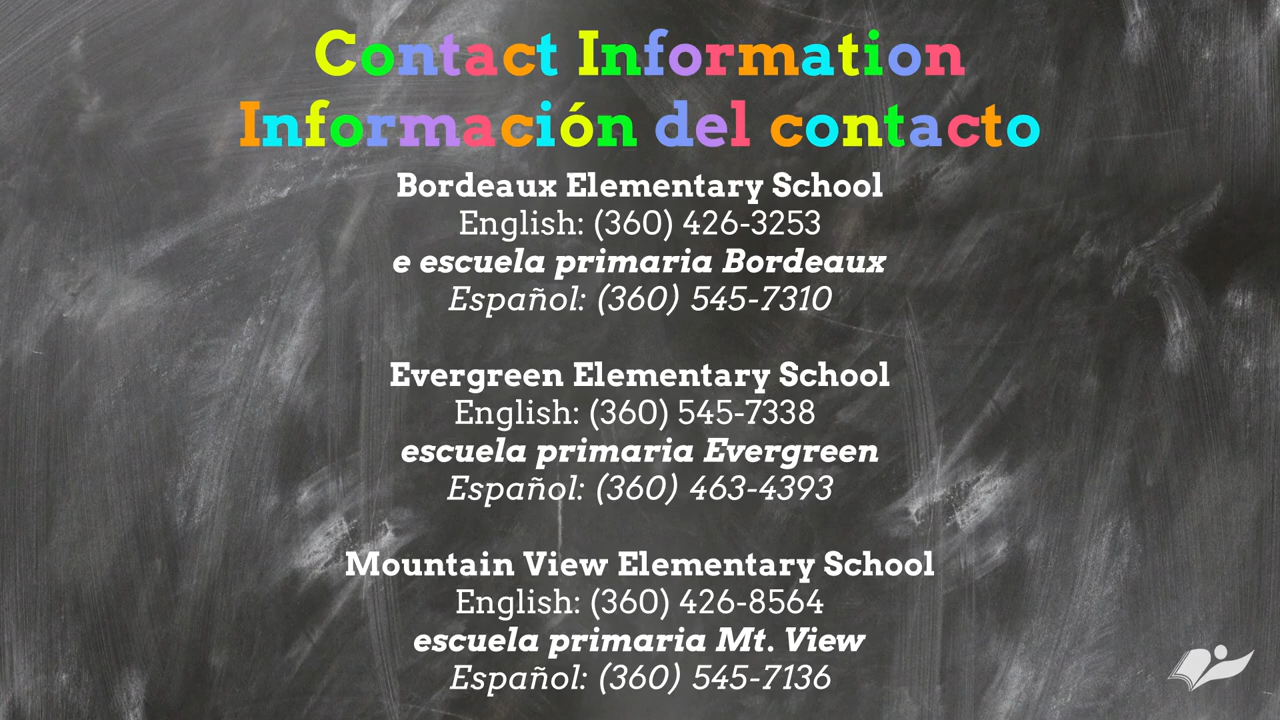 Contact Information
Información del contacto
Bordeaux Elementary School
English: (360) 426-3253
e escuela primaria Bordeaux
Español: (360) 545-7310
Evergreen Elementary School
English: (360) 545-7338
escuela primaria Evergreen
Español: (360) 463-4393
Mountain View Elementary School
English: (360) 426-8564
escuela primaria Mt. View
Español: (360) 545-7136